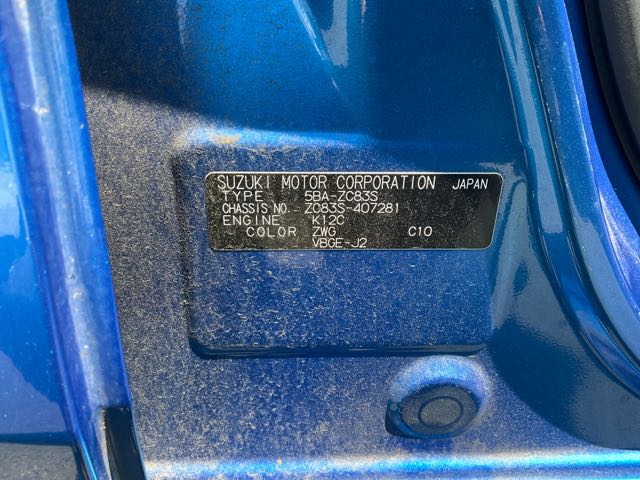 SUZUKI MOTOR CORPORATION JAPAN
TYPE 5BA-ZC83S
CHASSIS NO. ZC83S-407281
ENGINE K12C
COLOR ZWG C10
VBGE-J2